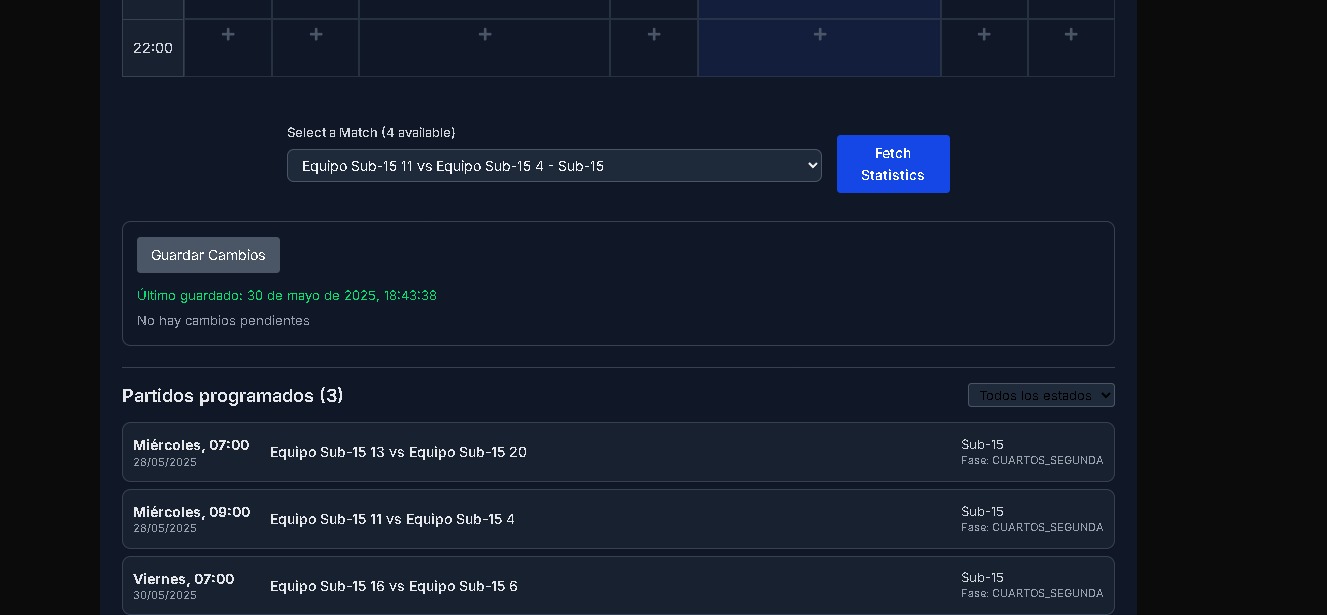 + + + + + + +
22:00
Select a Match (4 available)
Equipo Sub-15 11 vs Equipo Sub-15 4 - Sub-15
Fetch
Statistics
Guardar Cambios
Último guardado: 30 de mayo de 2025, 18:43:38
No hay cambios pendientes
Partidos programados (3)
Todos los estados
Miércoles, 07:00
28/05/2025
Equipo Sub-15 13 vs Equipo Sub-15 20
Sub-15
Fase: CUARTOS_SEGUNDA
Miércoles, 09:00
28/05/2025
Equipo Sub-15 11 vs Equipo Sub-15 4
Sub-15
Fase: CUARTOS_SEGUNDA
Viernes, 07:00
30/05/2025
Equipo Sub-15 16 vs Equipo Sub-15 6
Sub-15
Fase: CUARTOS_SEGUNDA